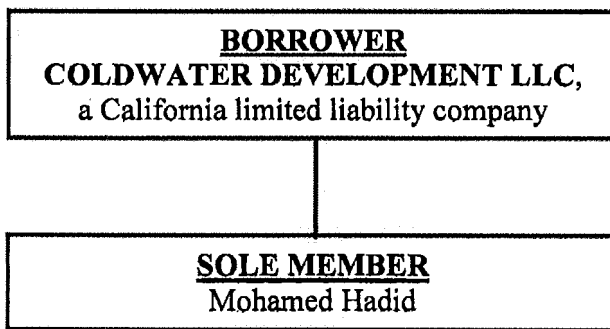 BORROWER
COLDWATER DEVELOPMENT LLC,
a California limited liability company
SOLE MEMBER
Mohamed Hadid